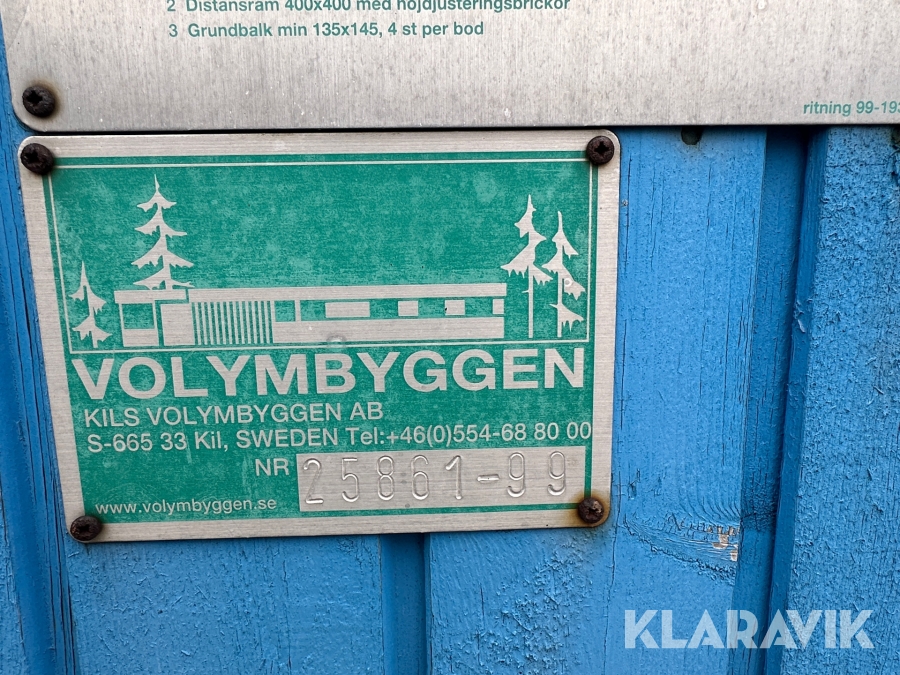 2 Distansram 400x400 med höjdjusteringsbrickor
3 Grundbalk min 135x145, 4 st per bod
ritning 99-193
VOLYMBYGGEN
KILS VOLYMBYGGEN AB
S-665 33 Kil, SWEDEN Tel:+46(0)554-68 80 00
NR 25861-99
www.volymbyggen.se
KLARAVIK